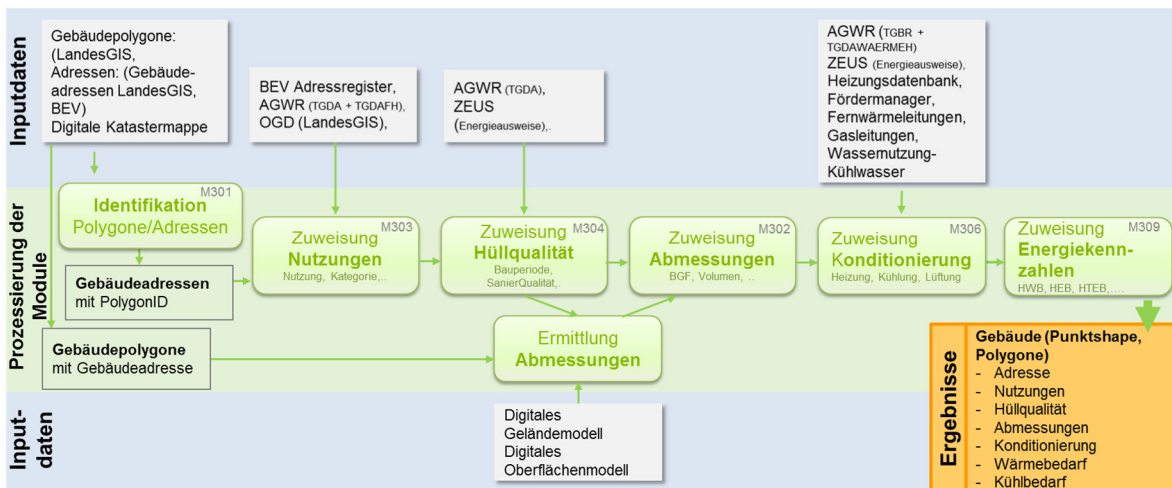 Inputdaten
Gebäudepolygone:
(LandesGIS,
Adressen: (Gebäude-
adressen LandesGIS,
BEV)
Digitale Katastermappe
BEV Adressregister,
AGWR (TGDA + TGDAFH),
OGD (LandesGIS),
AGWR (TGDA),
ZEUS
(Energieausweise),.
AGWR (TGBR +
TGDAWAERMEH)
ZEUS (Energieausweise),
Heizungsdatenbank,
Fördermanager,
Fernwärmeleitungen,
Gasleitungen,
Wassernutzung-
Kühlwasser
Prozessierung der
Module
M301
Identifikation
Polygone/Adressen
Gebäudeadressen
mit PolygonID
Gebäudepolygone
mit Gebäudeadresse
M303
Zuweisung
Nutzungen
Nutzung, Kategorie,..
M304
Zuweisung
Hüllqualität
Bauperiode,
SanierQualität,.
M302
Zuweisung
Abmessungen
BGF, Volumen, ..
M306
Zuweisung
Konditionierung
Heizung, Kühlung, Lüftung
M309
Zuweisung
Energiekenn-
zahlen
HWB, HEB, HTEB,....
Ermittlung
Abmessungen
Input-
daten
Digitales
Geländemodell
Digitales
Oberflächenmodell
Ergebnisse
Gebäude (Punktshape,
Polygone)
- Adresse
- Nutzungen
- Hüllqualität
- Abmessungen
- Konditionierung
- Wärmebedarf
- Kühlbedarf